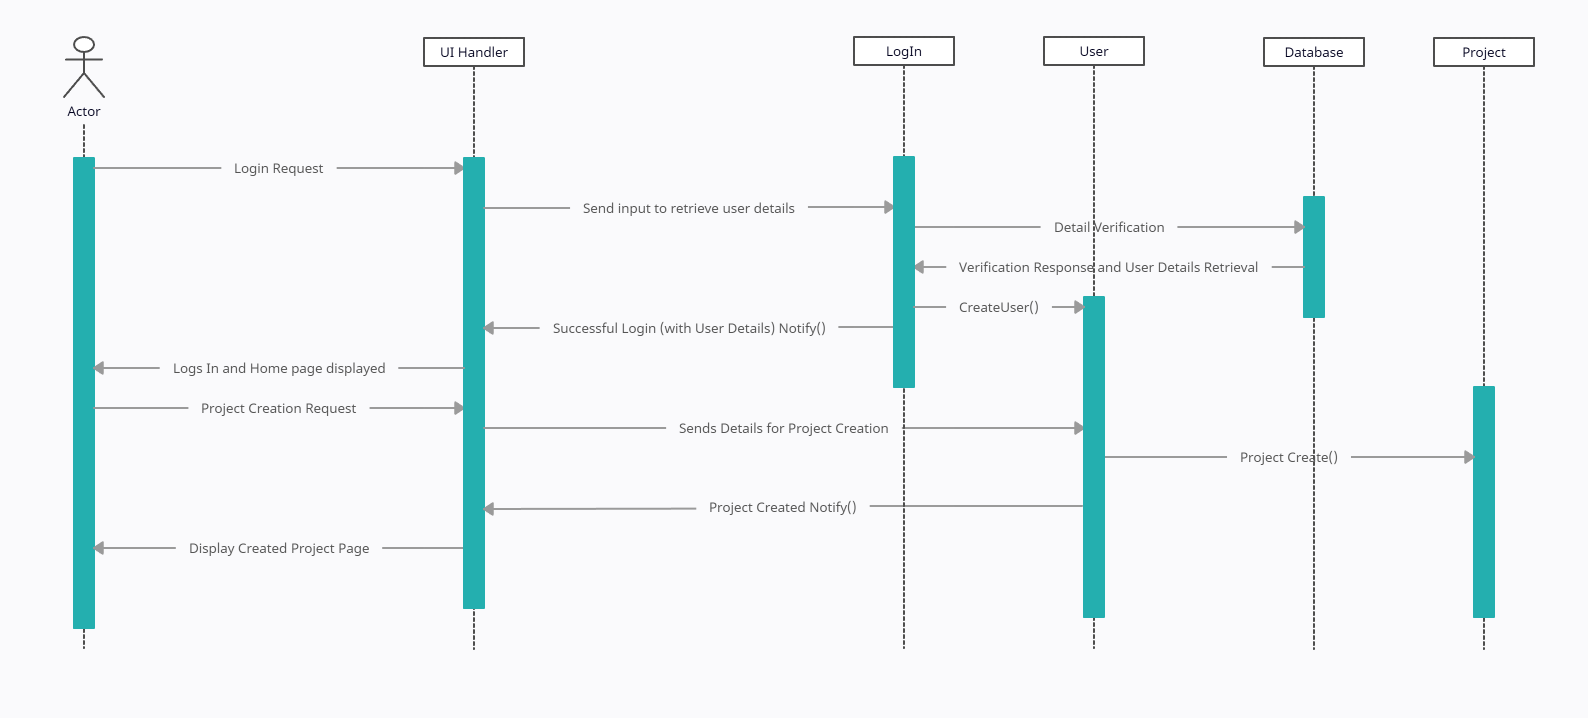 UI Handler
LogIn
User
Database
Project
Actor
Login Request
Send input to retrieve user details
Detail Verification
Verification Response and User Details Retrieval
CreateUser()
Successful Login (with User Details) Notify()
Logs In and Home page displayed
Project Creation Request
Sends Details for Project Creation
Project Create()
Project Created Notify()
Display Created Project Page